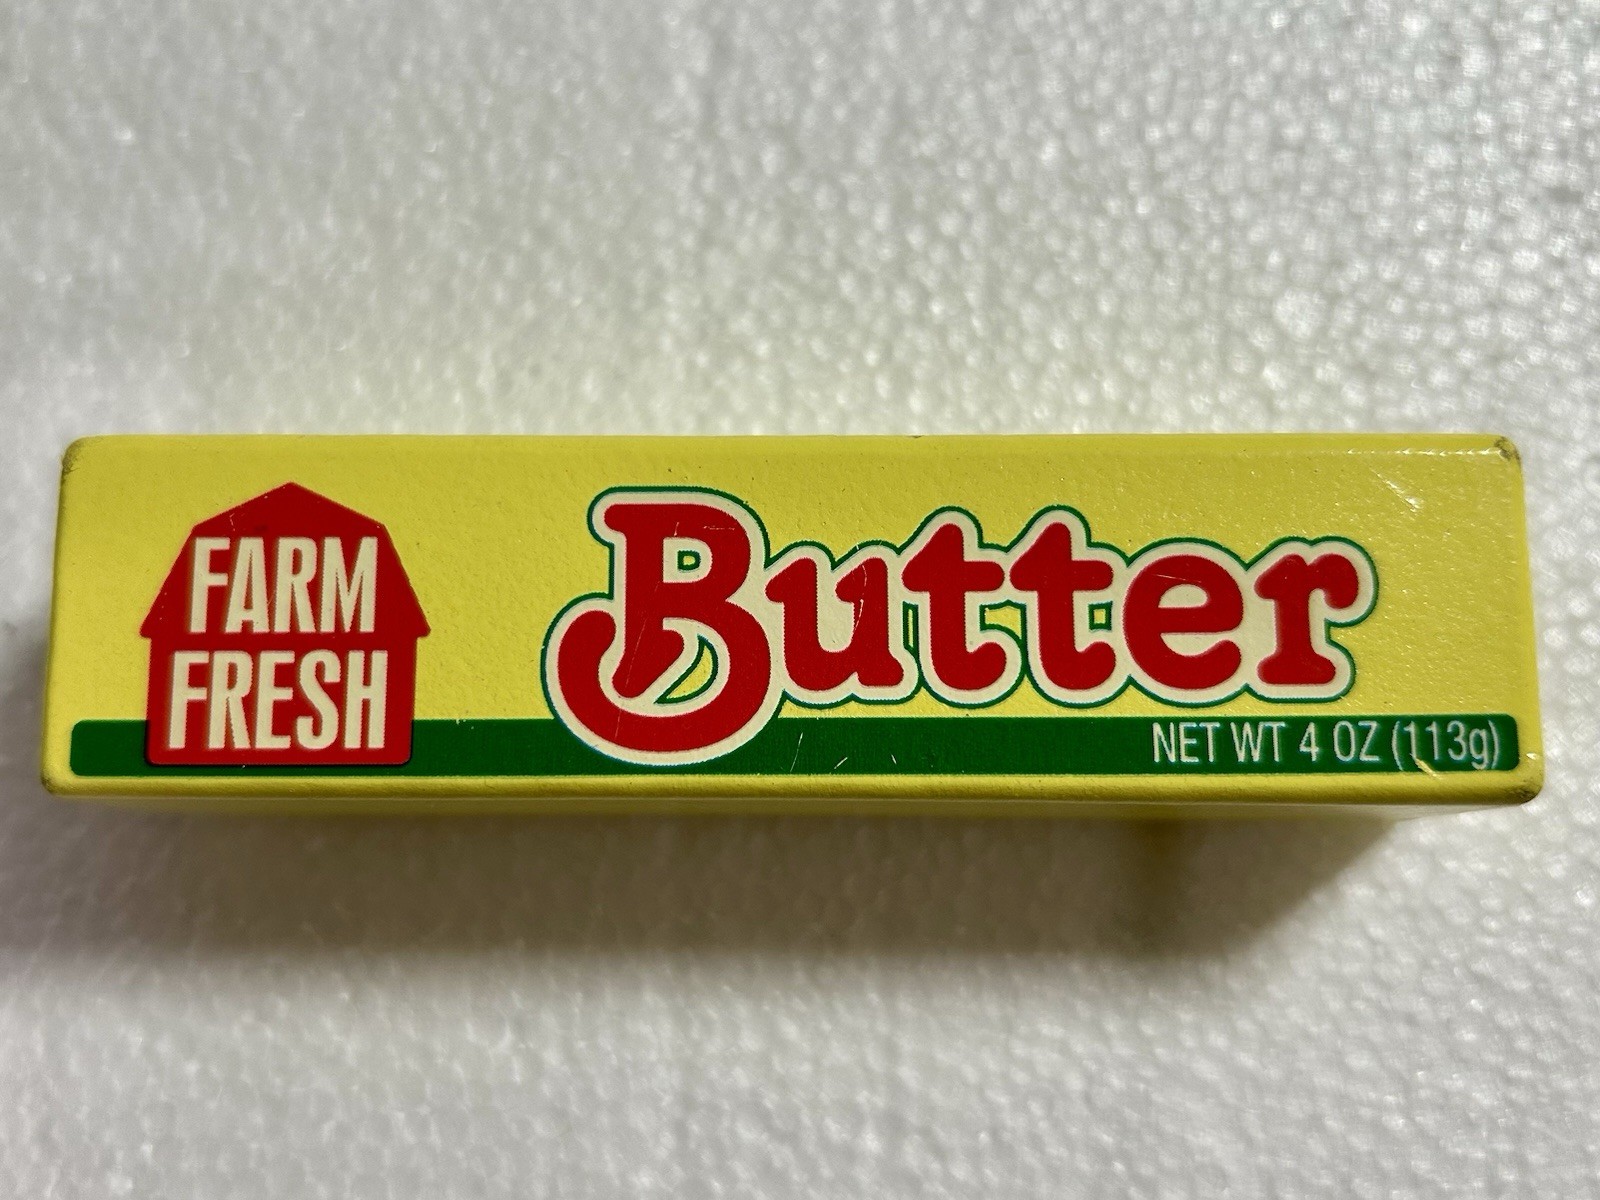 FARM
FRESH
Butter
NET WT 4 OZ (113g)